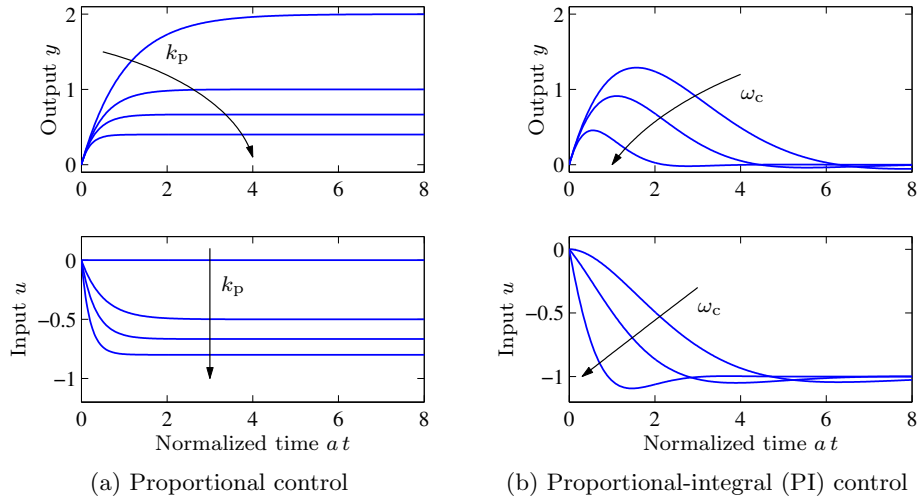 2
1
0
0 2 4 6 8
Output y
k_p
0
−0.5
−1
0 2 4 6 8
Input u
k_p
Normalized time a t
(a) Proportional control
2
1
0
0 2 4 6 8
Output y
ω_c
0
−0.5
−1
0 2 4 6 8
Input u
ω_c
Normalized time a t
(b) Proportional-integral (PI) control